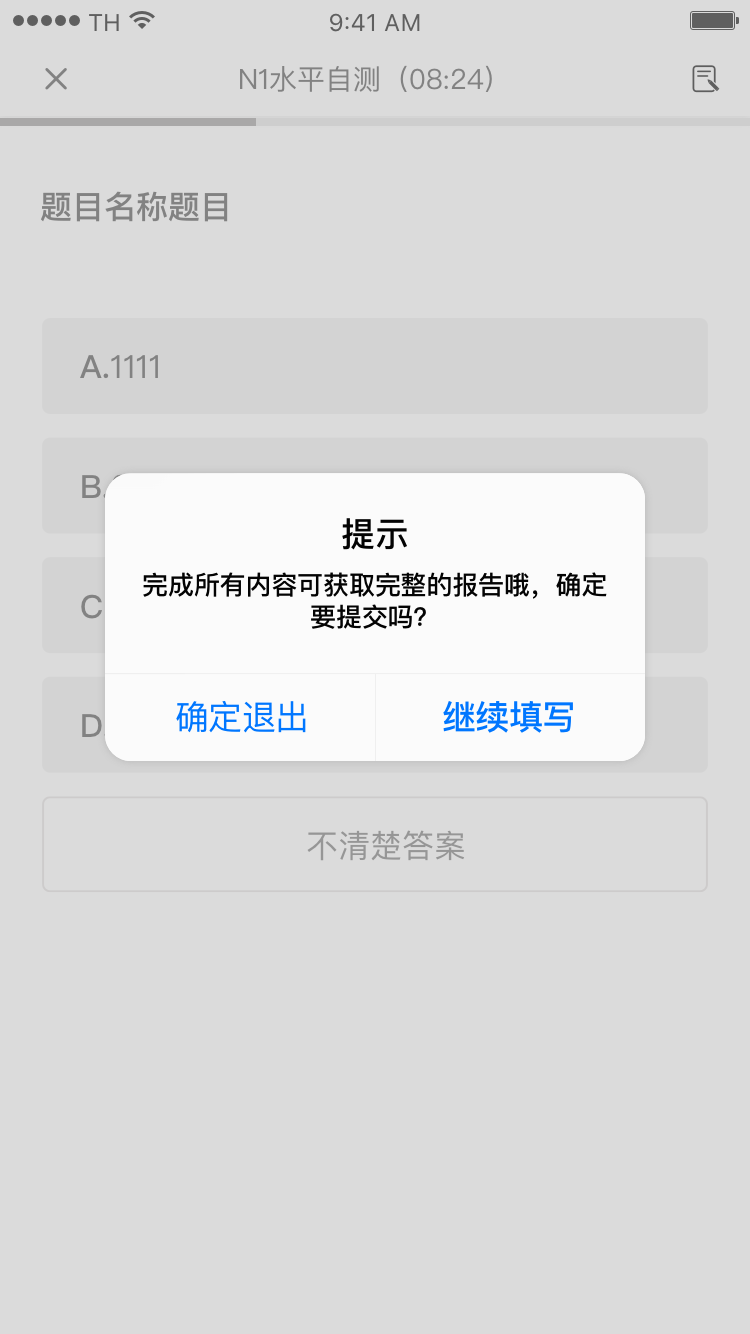 TH 9:41 AM
N1水平自测（08:24）
题目名称题目
A.1111
B.
提示
完成所有内容可获取完整的报告哦，确定
要提交吗?
C
确定退出 继续填写
D
不清楚答案